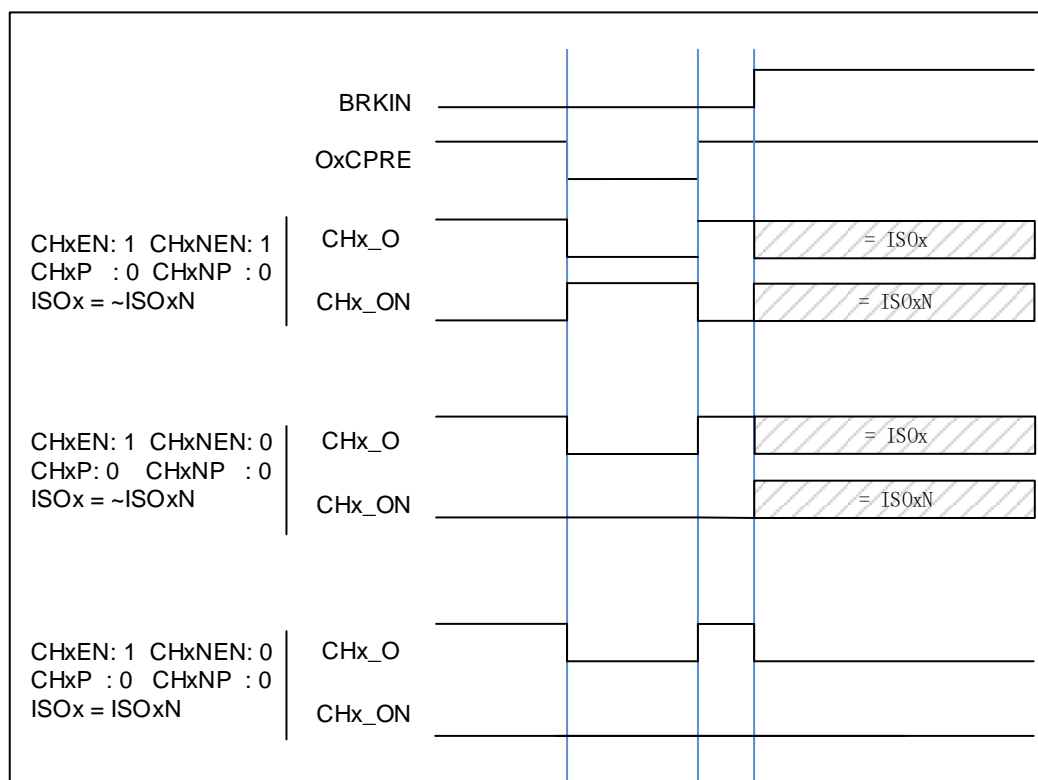 BRKIN
OxCPRE
CHxEN: 1 CHxNEN: 1
CHxP : 0 CHxNP : 0
ISOx = ~ISOxN
CHx_O
= ISOx
CHx_ON
= ISOxN
CHxEN: 1 CHxNEN: 0
CHxP: 0 CHxNP : 0
ISOx = ~ISOxN
CHx_O
= ISOx
CHx_ON
= ISOxN
CHxEN: 1 CHxNEN: 0
CHxP : 0 CHxNP : 0
ISOx = ISOxN
CHx_O
CHx_ON